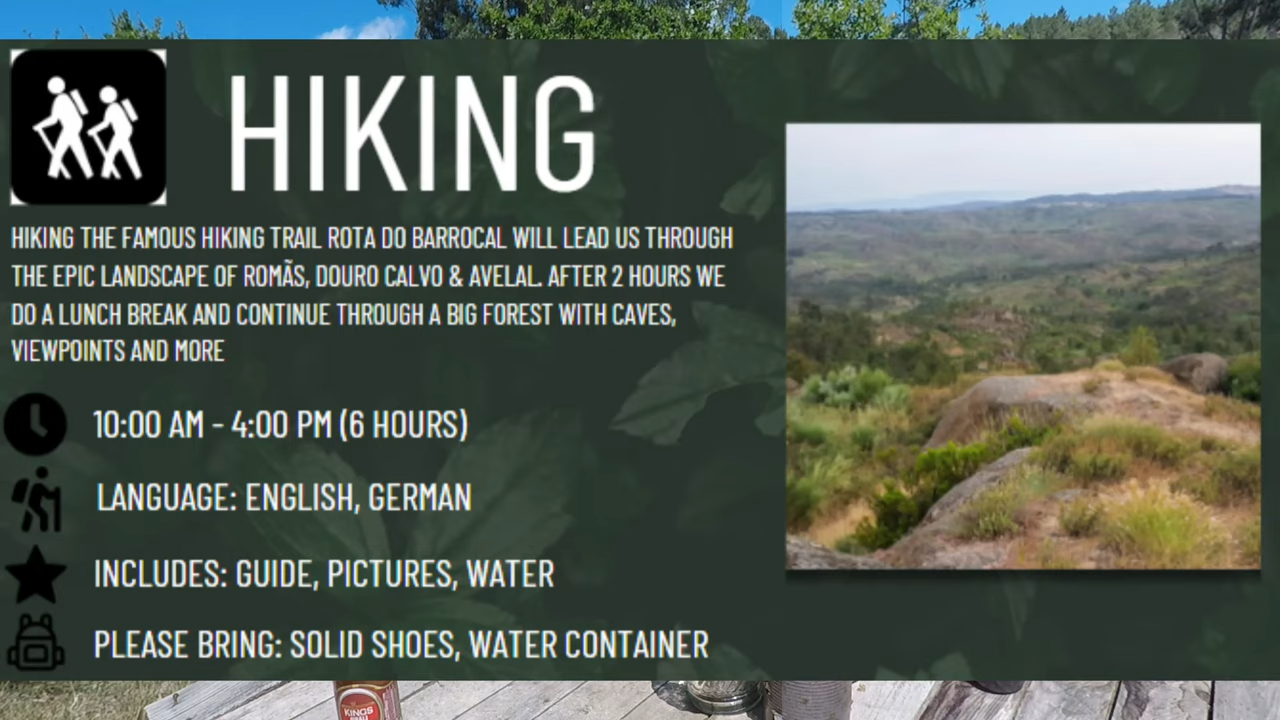 HIKING
HIKING THE FAMOUS HIKING TRAIL ROTA DO BARROCAL WILL LEAD US THROUGH
THE EPIC LANDSCAPE OF ROMÃS, DOURO CALVO & AVELAL. AFTER 2 HOURS WE
DO A LUNCH BREAK AND CONTINUE THROUGH A BIG FOREST WITH CAVES,
VIEWPOINTS AND MORE
10:00 AM - 4:00 PM (6 HOURS)
LANGUAGE: ENGLISH, GERMAN
INCLUDES: GUIDE, PICTURES, WATER
PLEASE BRING: SOLID SHOES, WATER CONTAINER
KINGS